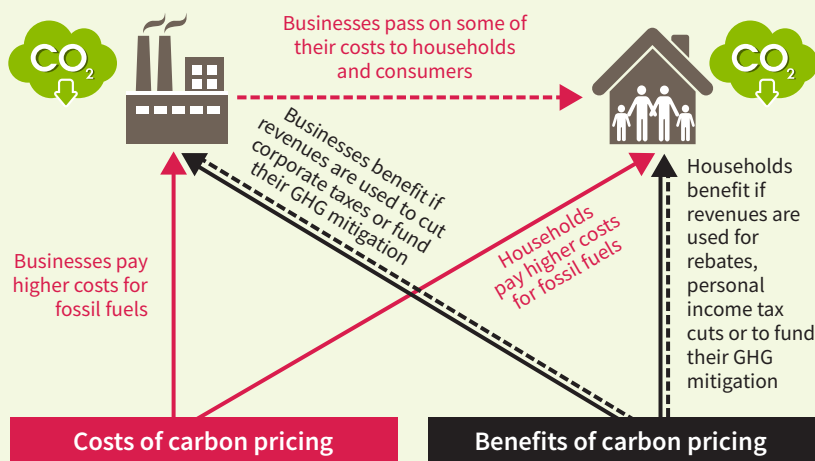 CO2
Businesses pass on some of
their costs to households
and consumers
CO2
Businesses benefit if
revenues are used to cut
corporate taxes or fund
their GHG mitigation
Businesses pay
higher costs for
fossil fuels
Households
pay higher costs
for fossil fuels
Households
benefit if
revenues are
used for
rebates,
personal
income tax
cuts or to fund
their GHG
mitigation
Costs of carbon pricing
Benefits of carbon pricing